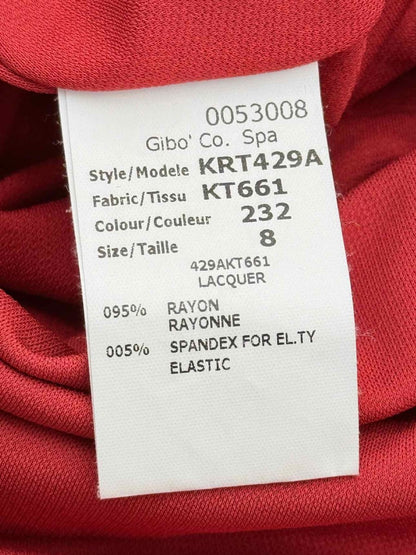 0053008
Gibo' Co. Spa
Style/Modele KRT429A
Fabric/Tissu KT661
Colour/Couleur 232
Size/Taille 8
429AKT661
LACQUER
095% RAYON
RAYONNE
005% SPANDEX FOR EL.TY
ELASTIC